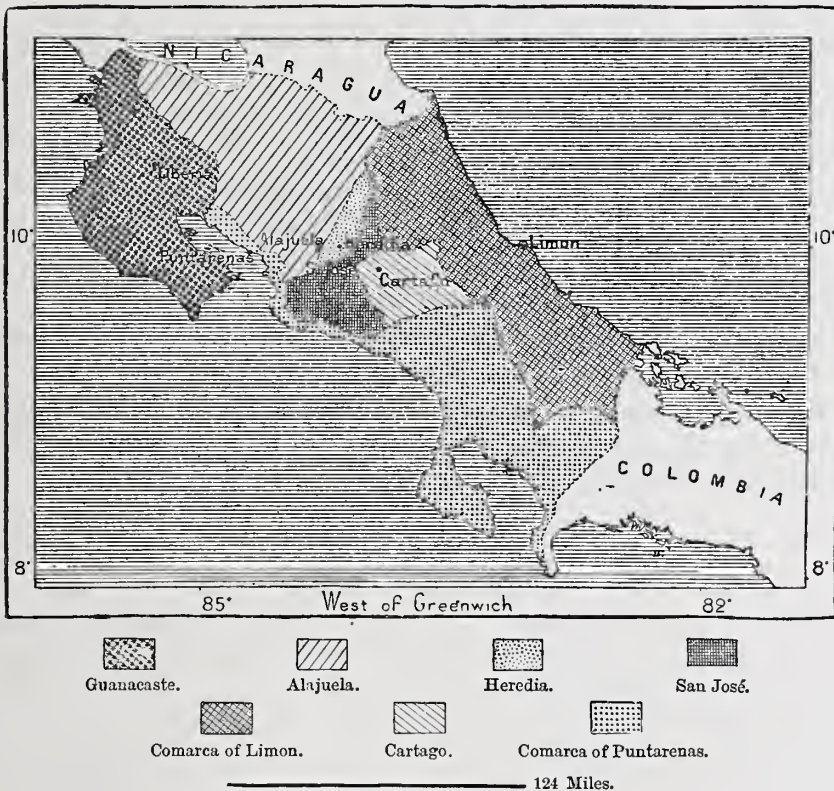 NICARAGUA
Liberia
10° 10°
Alajuela
Limon
Puntarenas
Cartago
COLOMBIA
8° 8°
85° West of Greenwich 82°
Guanacaste. Alajuela. Heredia. San José.
Comarca of Limon. Cartago. Comarca of Puntarenas.
124 Miles.